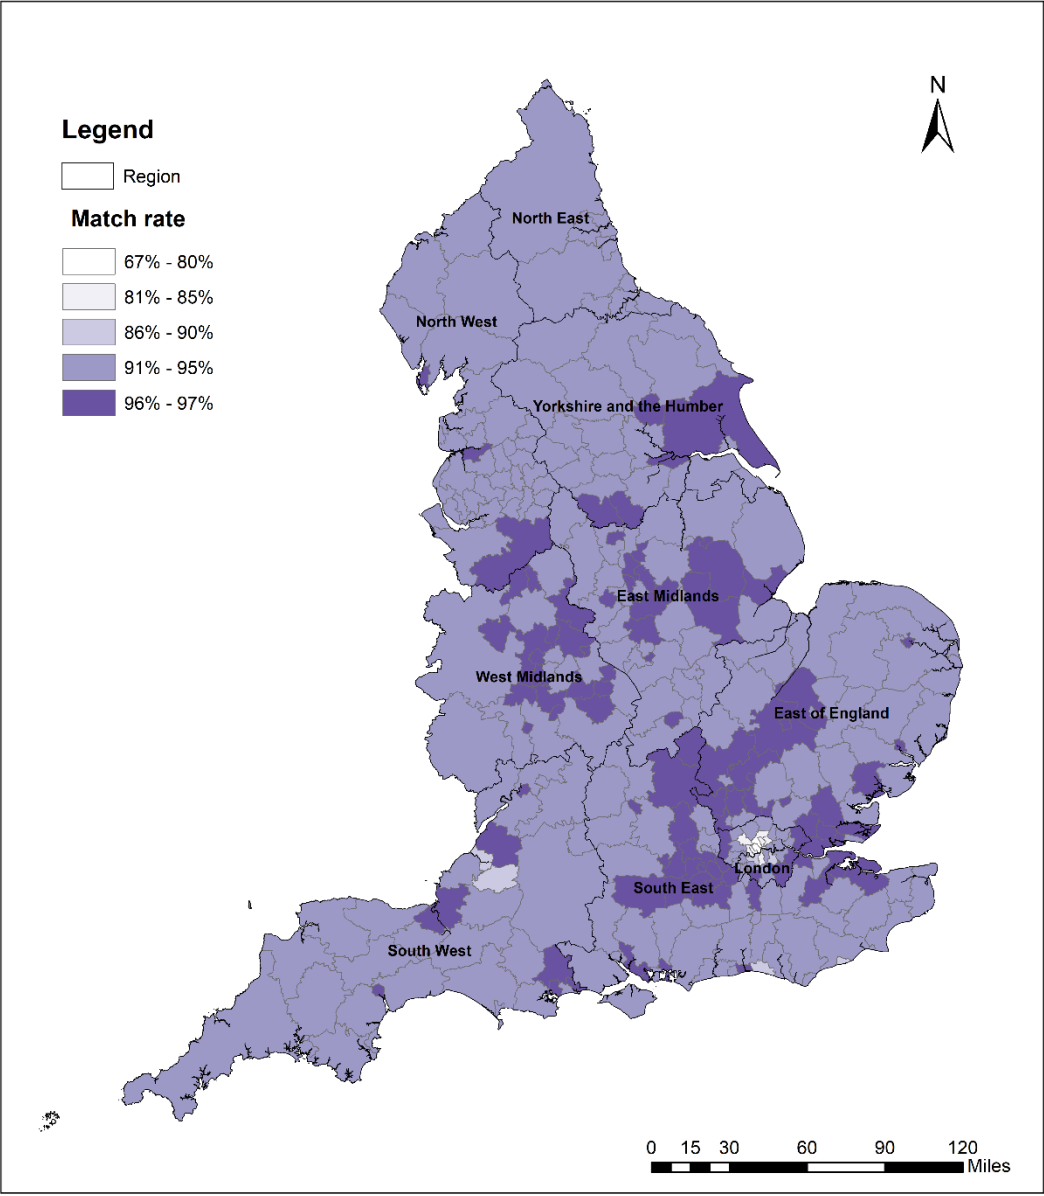 N
Legend
Region
Match rate
67% - 80%
81% - 85%
86% - 90%
91% - 95%
96% - 97%
North East
North West
Yorkshire and the Humber
East Midlands
West Midlands
East of England
London
South East
South West
0 15 30 60 90 120
Miles